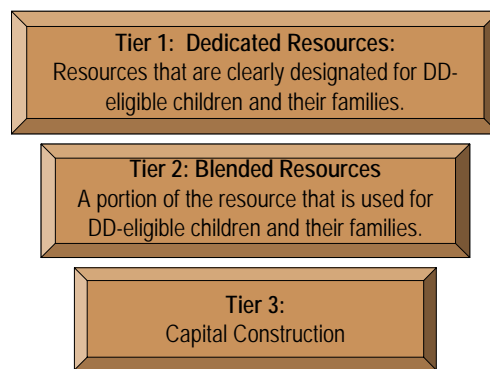 Tier 1:  Dedicated Resources:
Resources that are clearly designated for DD-
eligible children and their families.
Tier 2: Blended Resources
A portion of the resource that is used for
DD-eligible children and their families.
Tier 3:
Capital Construction